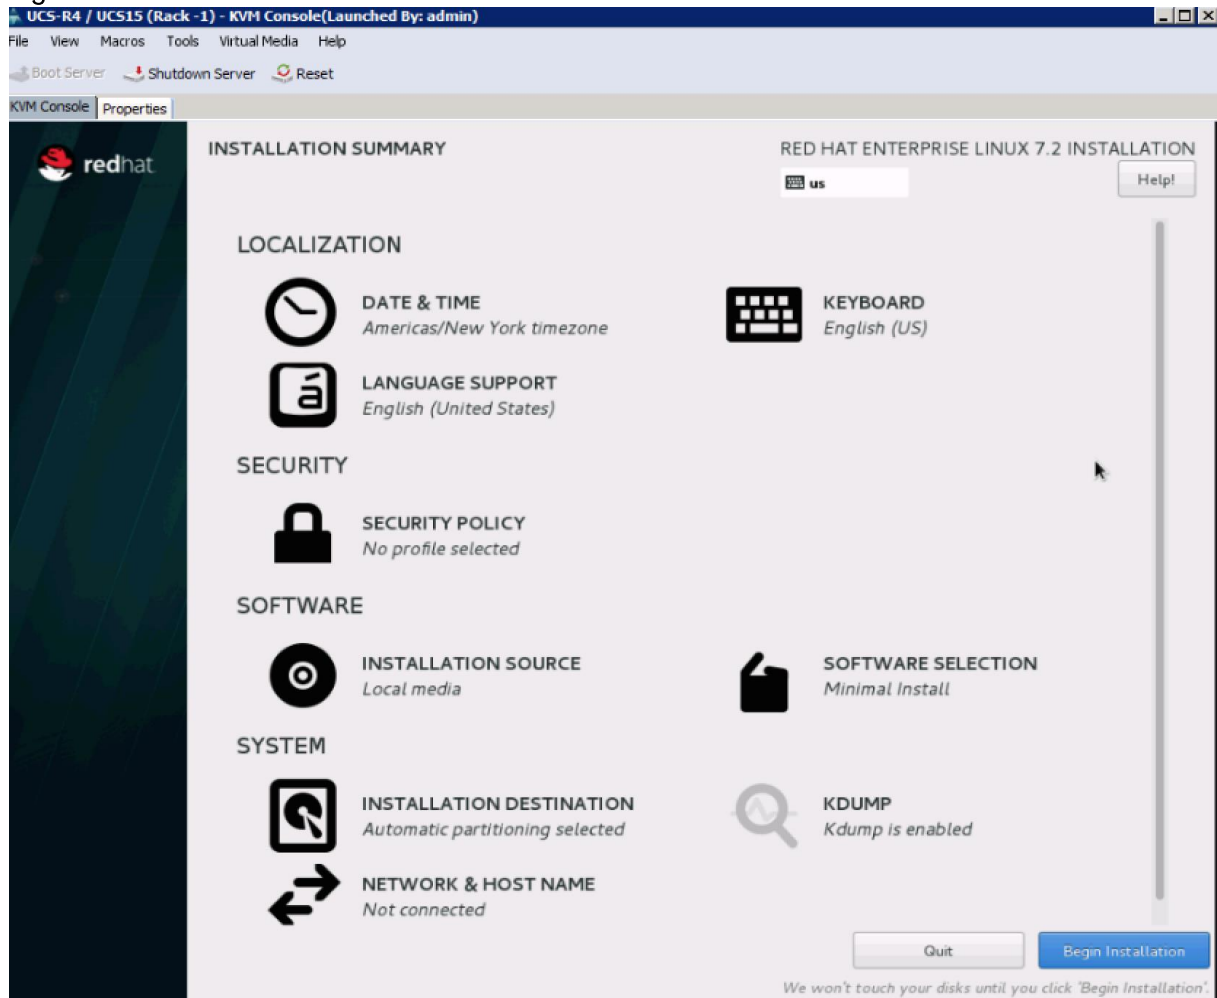 UCS-R4 / UCS15 (Rack -1) - KVM Console(Launched By: admin)
File View Macros Tools Virtual Media Help
Boot Server Shutdown Server Reset
KVM Console Properties
redhat
INSTALLATION SUMMARY
RED HAT ENTERPRISE LINUX 7.2 INSTALLATION
us
Help!
LOCALIZATION
DATE & TIME
Americas/New York timezone
KEYBOARD
English (US)
LANGUAGE SUPPORT
English (United States)
SECURITY
SECURITY POLICY
No profile selected
SOFTWARE
INSTALLATION SOURCE
Local media
SOFTWARE SELECTION
Minimal Install
SYSTEM
INSTALLATION DESTINATION
Automatic partitioning selected
KDUMP
Kdump is enabled
NETWORK & HOST NAME
Not connected
Quit
Begin Installation
We won't touch your disks until you click 'Begin Installation'.